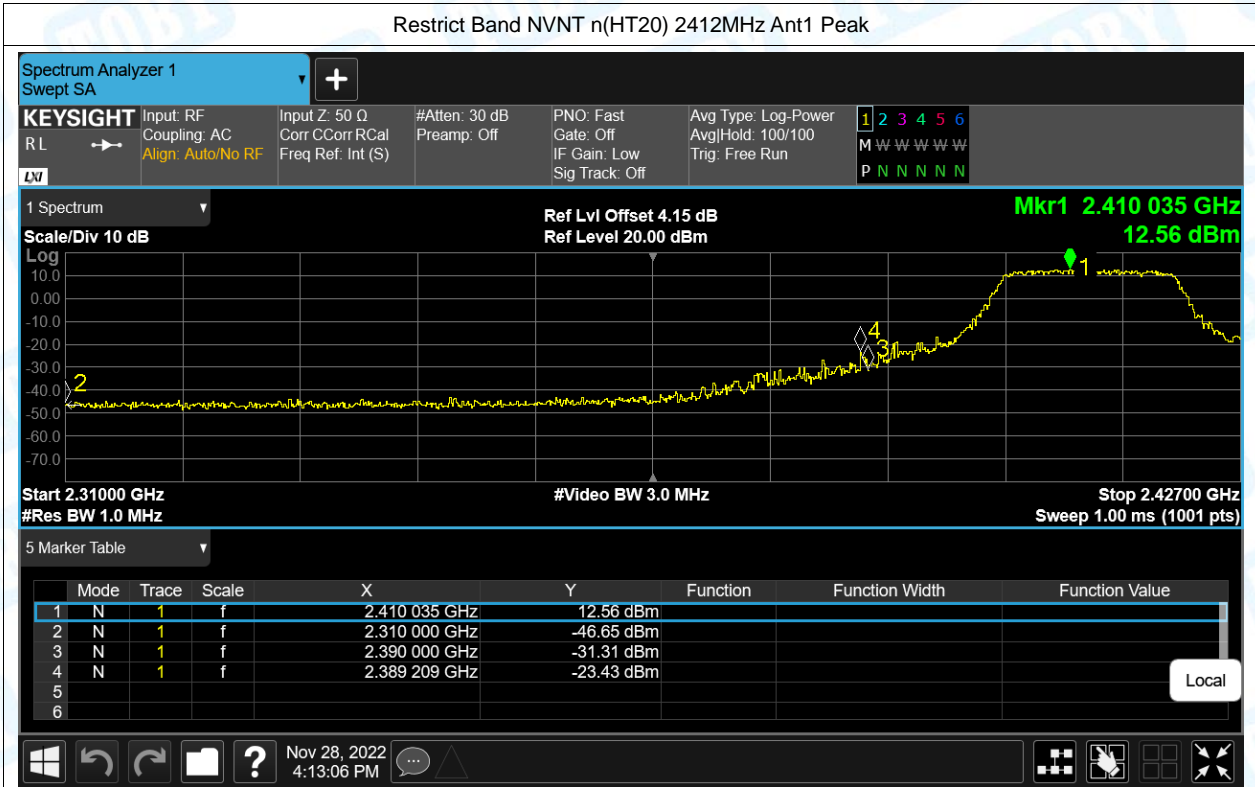 Restrict Band NVNT n(HT20) 2412MHz Ant1 Peak
Spectrum Analyzer 1
Swept SA
KEYSIGHT
RL
LXI
Input: RF
Coupling: AC
Align: Auto/No RF
Input Z: 50 Ω
Corr CCorr RCal
Freq Ref: Int (S)
#Atten: 30 dB
Preamp: Off
PNO: Fast
Gate: Off
IF Gain: Low
Sig Track: Off
Avg Type: Log-Power
Avg|Hold: 100/100
Trig: Free Run
1 2 3 4 5 6
M W W W W W W
P N N N N N
1 Spectrum
Scale/Div 10 dB
Ref Lvl Offset 4.15 dB
Ref Level 20.00 dBm
Mkr1 2.410 035 GHz
12.56 dBm
Log
10.0
0.00
-10.0
-20.0
-30.0
-40.0
-50.0
-60.0
-70.0
1
2
3
4
Start 2.31000 GHz
#Video BW 3.0 MHz
Stop 2.42700 GHz
#Res BW 1.0 MHz
Sweep 1.00 ms (1001 pts)
5 Marker Table
Mode Trace Scale X Y Function Function Width Function Value
1 N 1 f 2.410 035 GHz 12.56 dBm
2 N 1 f 2.310 000 GHz -46.65 dBm
3 N 1 f 2.390 000 GHz -31.31 dBm
4 N 1 f 2.389 209 GHz -23.43 dBm
5
6
Local
?
Nov 28, 2022
4:13:06 PM